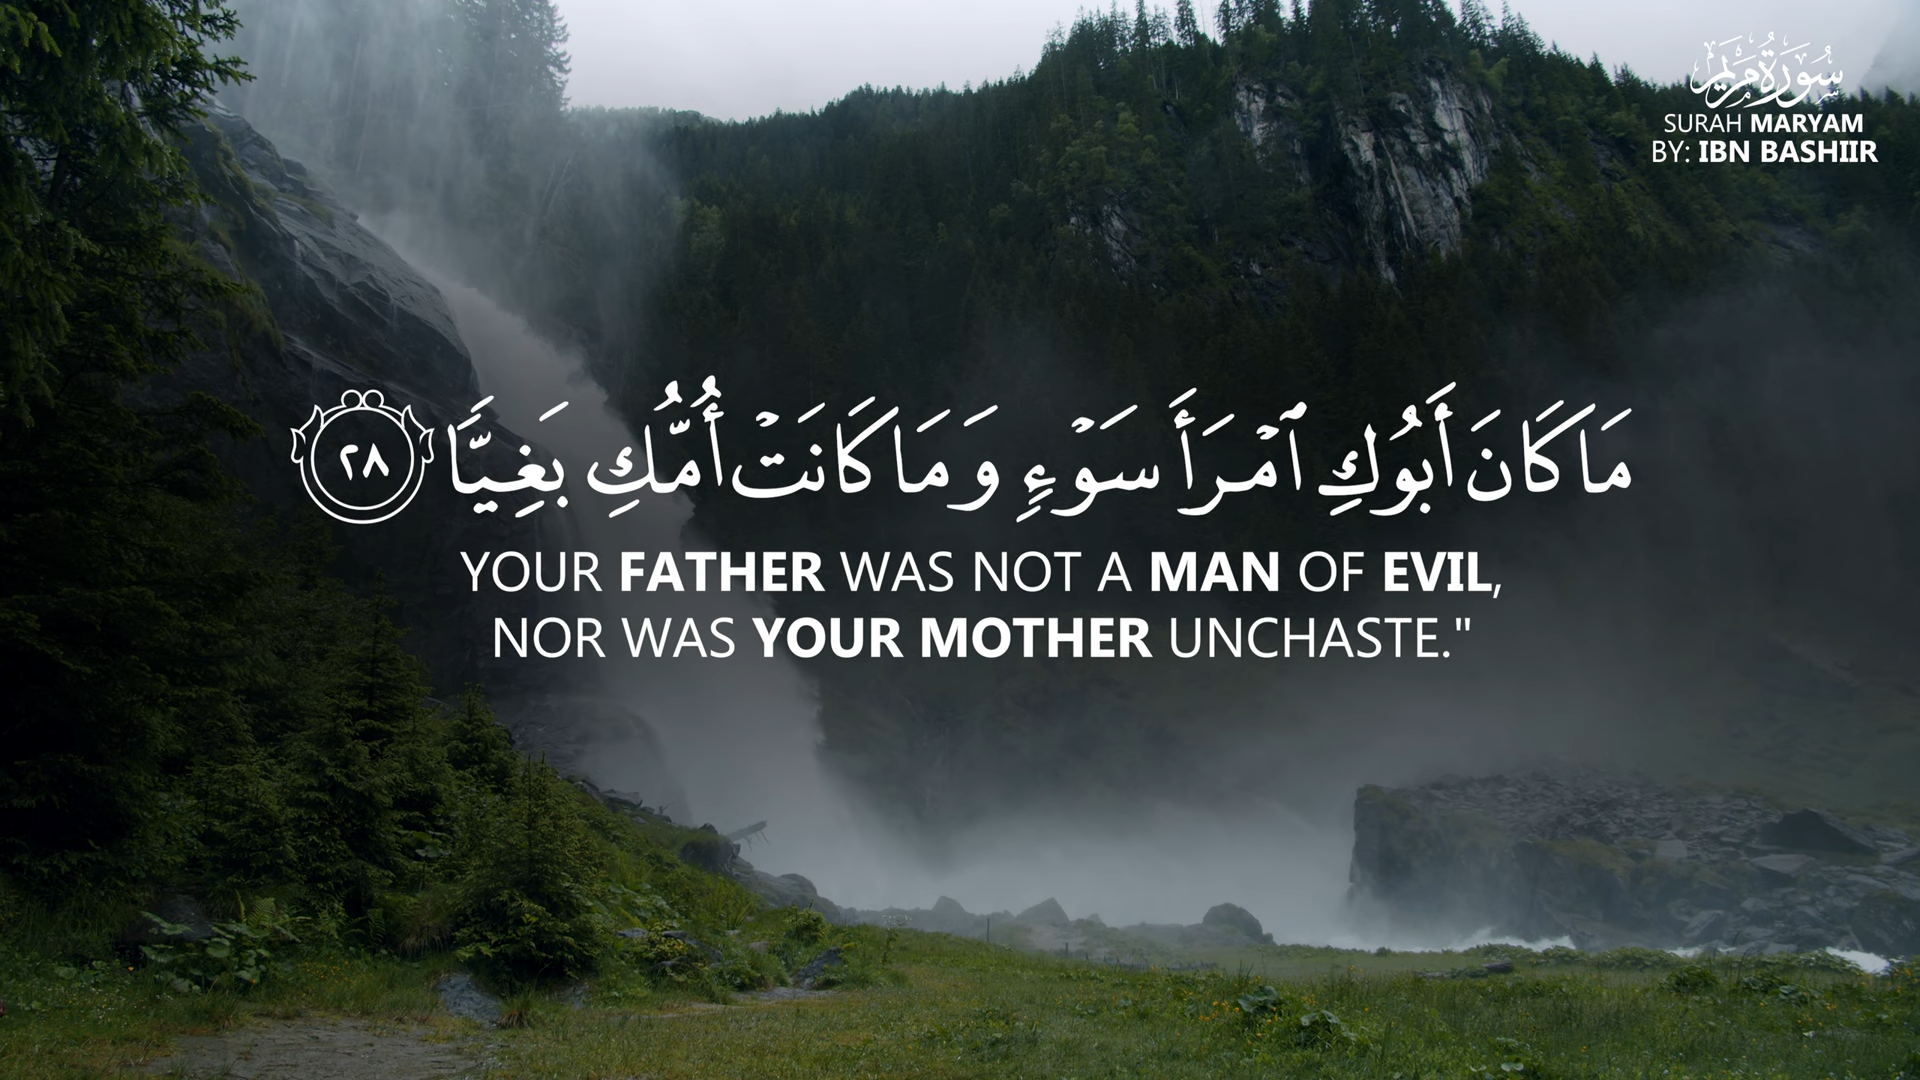 سُورَةُ مَرْيَم
SURAH MARYAM
BY: IBN BASHIIR
مَا كَانَ أَبُوكِ ٱمْرَأَ سَوْءٍ وَمَا كَانَتْ أُمُّكِ بَغِيًّا ٢٨
YOUR FATHER WAS NOT A MAN OF EVIL,
NOR WAS YOUR MOTHER UNCHASTE."